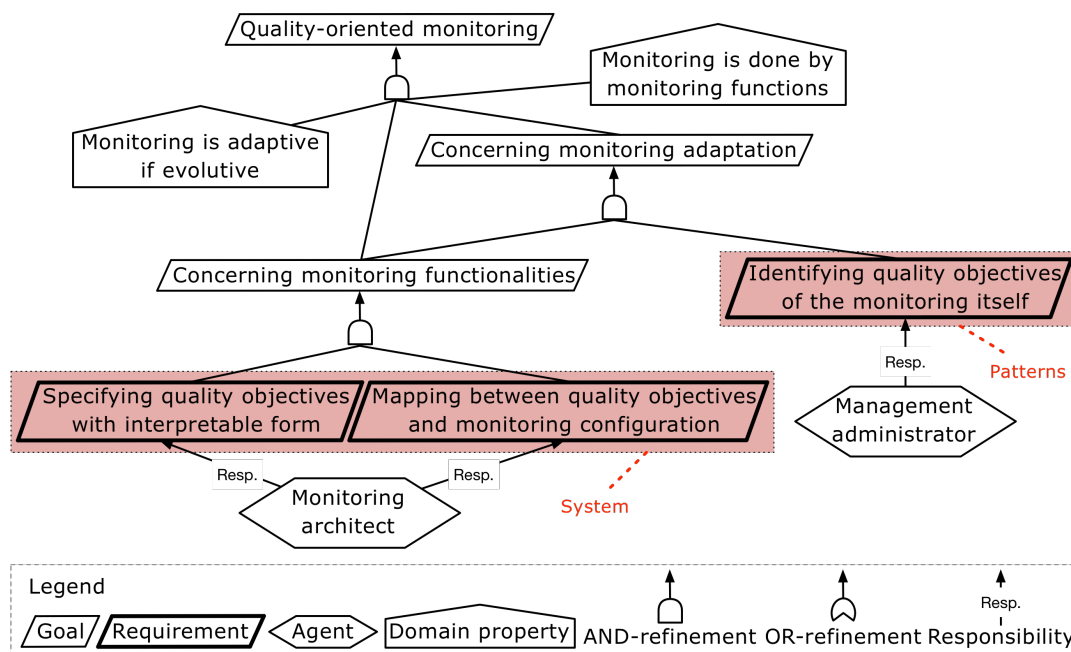 Quality-oriented monitoring
Monitoring is done by
monitoring functions
Monitoring is adaptive
if evolutive
Concerning monitoring adaptation
Concerning monitoring functionalities
Identifying quality objectives
of the monitoring itself
Resp.
Patterns
Specifying quality objectives
with interpretable form
Mapping between quality objectives
and monitoring configuration
Management
administrator
Resp.
Resp.
Monitoring
architect
System
Legend
Goal
Requirement
Agent
Domain property
AND-refinement
OR-refinement
Resp.
Responsibility